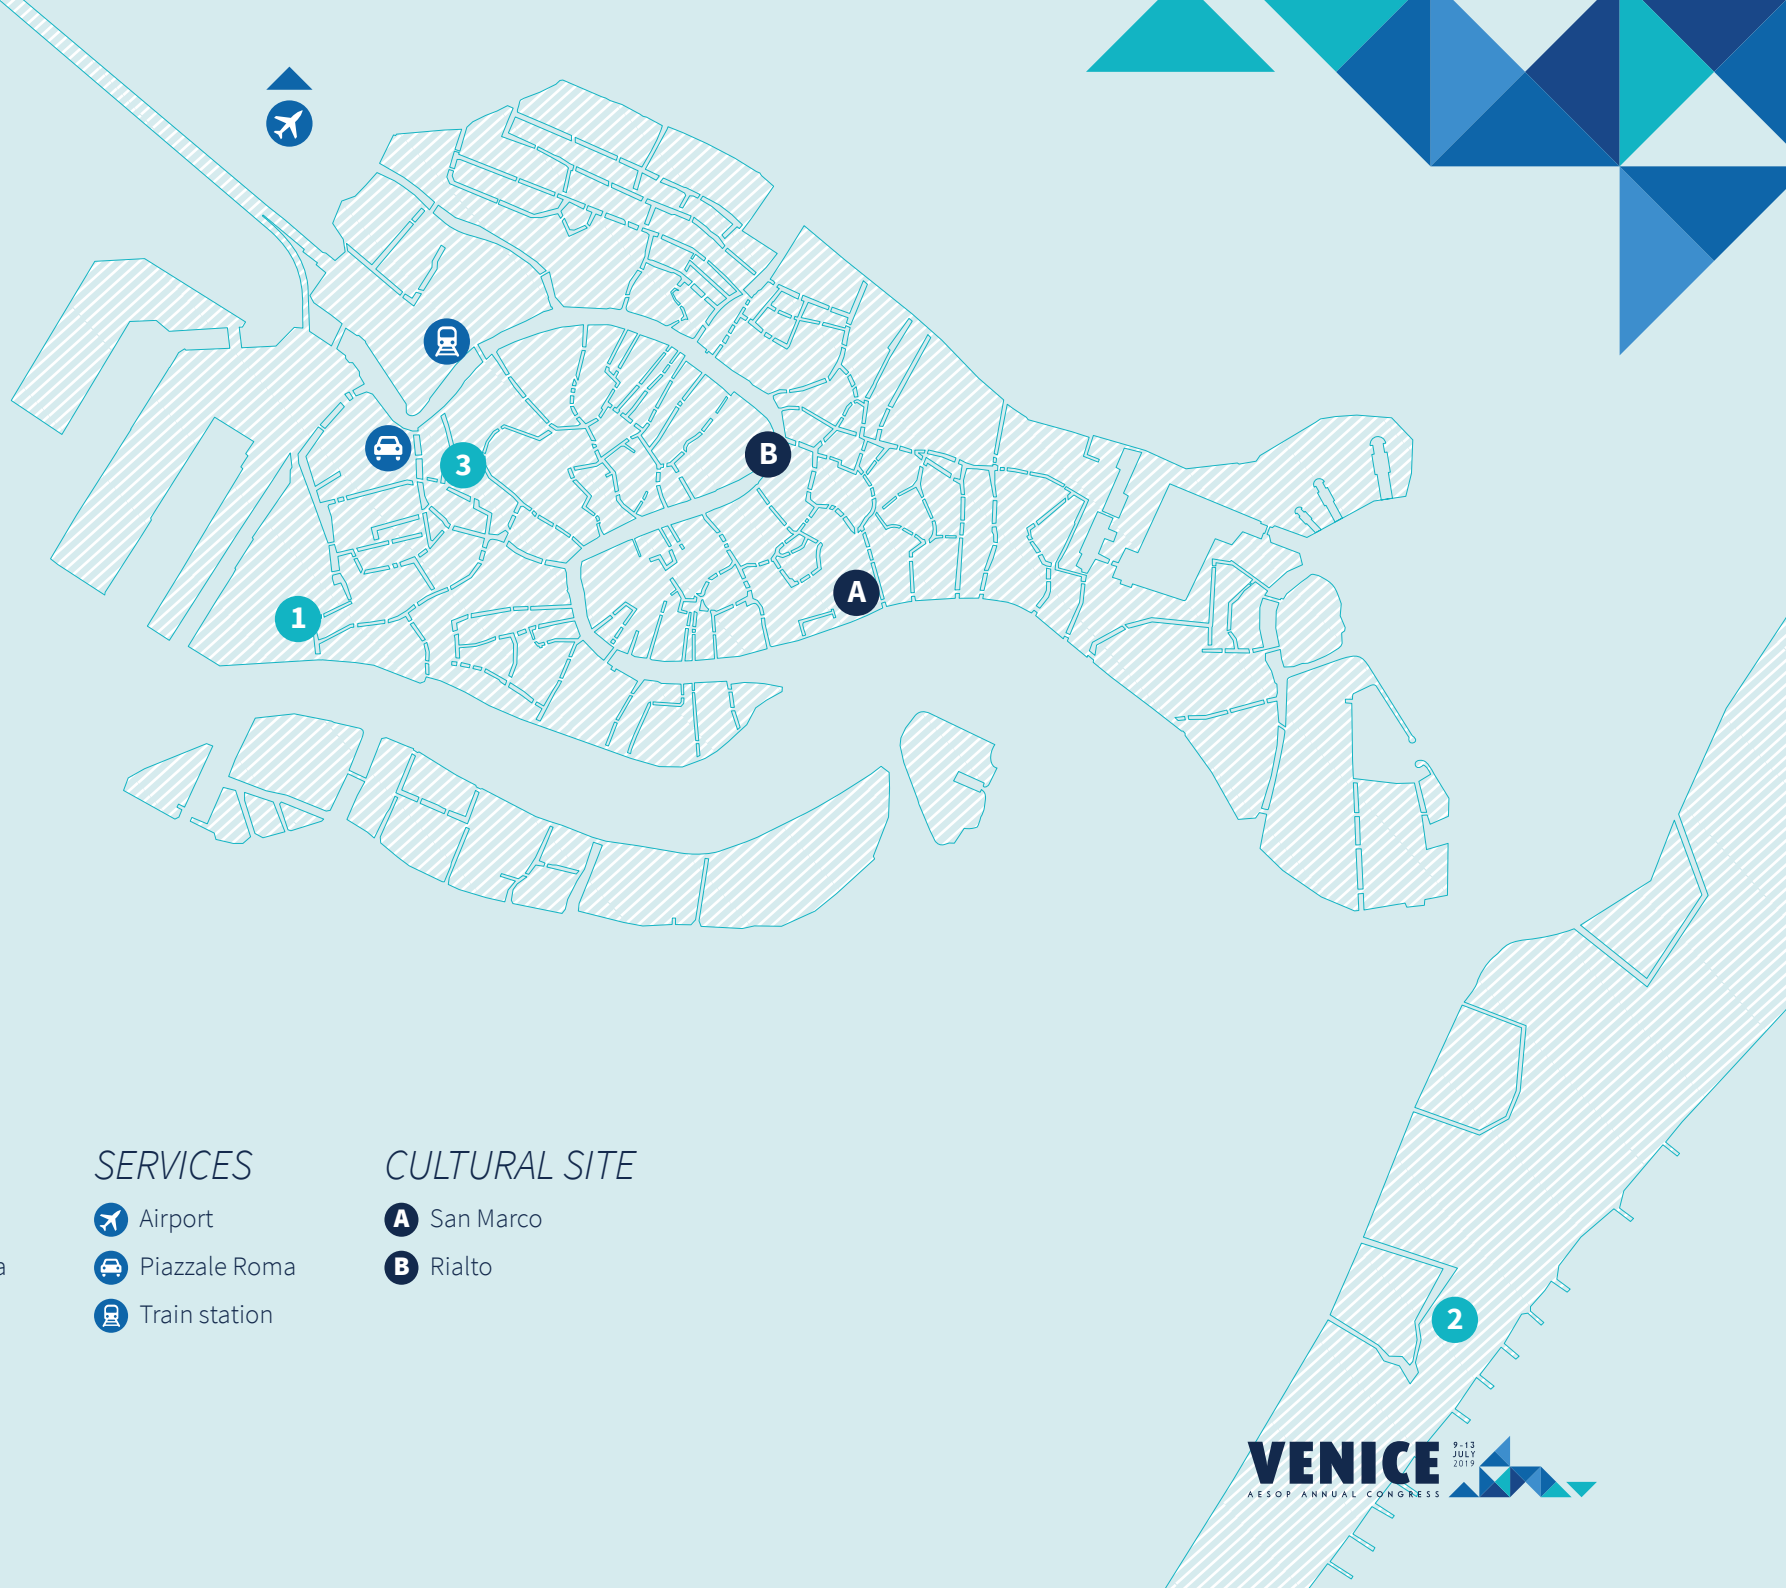 3
B
A
1
a
SERVICES
Airport
Piazzale Roma
Train station
CULTURAL SITE
A San Marco
B Rialto
2
VENICE
9-13
JULY
2019
AESOP ANNUAL CONGRESS